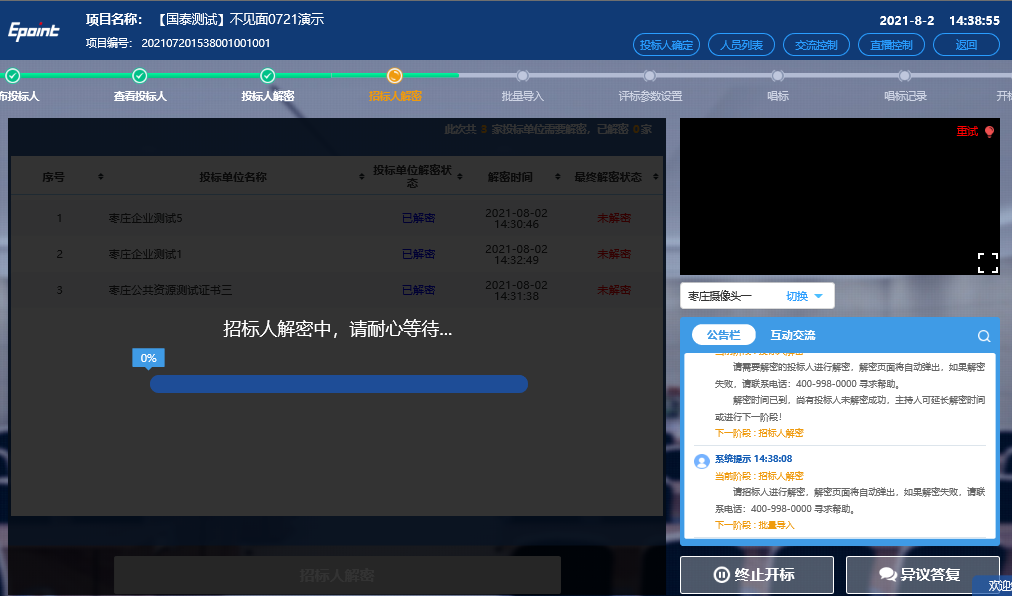 Epoint
项目名称： 【国泰测试】不见面0721演示
项目编号： 202107201538001001001
2021-8-2 14:38:55
投标人确定 人员列表 交流控制 直播控制 返回
布投标人 查看投标人 投标人解密 招标人解密 批量导入 评标参数设置 唱标 唱标记录 开标
此次共 3 家投标单位需要解密，已解密 0 家
序号 投标单位名称 投标单位解密状态 解密时间 最终解密状态
1 枣庄企业测试5 已解密 2021-08-02 14:30:46 未解密
2 枣庄企业测试1 已解密 2021-08-02 14:32:49 未解密
3 枣庄公共资源测试证书三 已解密 2021-08-02 14:31:38 未解密
招标人解密中，请耐心等待...
0%
招标人解密
重试
枣庄摄像头一 切换
公告栏 互动交流
当前阶段：投标人解密
请需要解密的投标人进行解密，解密页面将自动弹出，如果解密
失败，请联系电话：400-998-0000 寻求帮助。
解密时间已到，尚有投标人未解密成功，主持人可延长解密时间
或进行下一阶段！
下一阶段：招标人解密
系统提示 14:38:08
当前阶段：招标人解密
请招标人进行解密，解密页面将自动弹出，如果解密失败，请联
系电话：400-998-0000 寻求帮助。
下一阶段：批量导入
终止开标 异议答复
欢迎